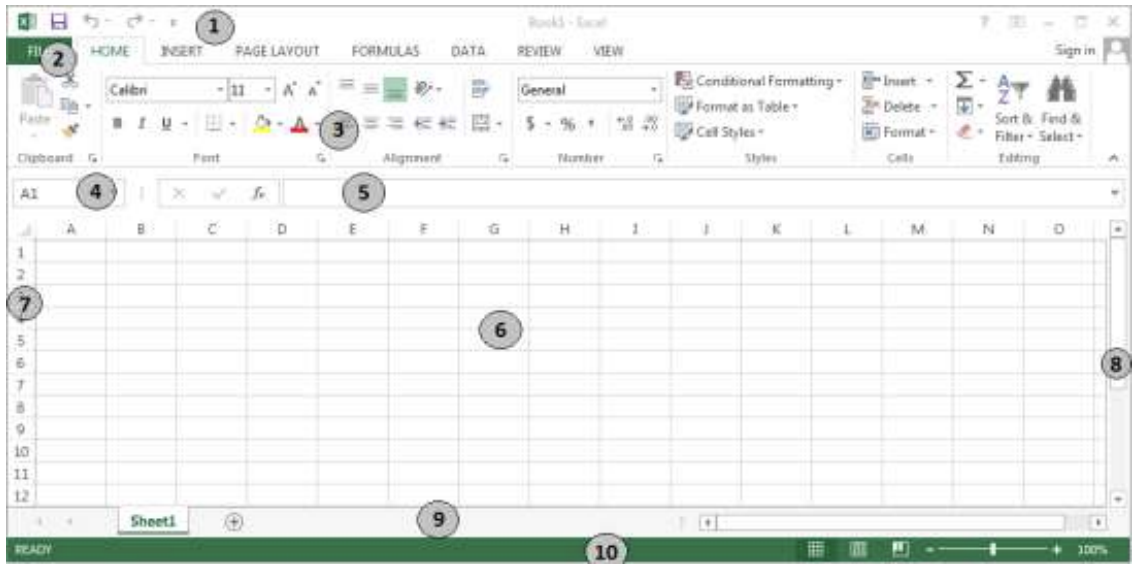 1 Book1 - Excel ?
FIL 2 HOME INSERT PAGE LAYOUT FORMULAS DATA REVIEW VIEW Sign in
Calibri 11 A A General Conditional Formatting Insert Σ A Z
Format as Table Delete
Paste B I U A 3 $ % , .00 Cell Styles Format Sort & Filter Find & Select
Clipboard Font Alignment Number Styles Cells Editing
A1 4 fx 5
A B C D E F G H I J K L M N O
1
2
7
6
5
6 8
7
8
9
10
11
12
Sheet1 9
READY 10 100%